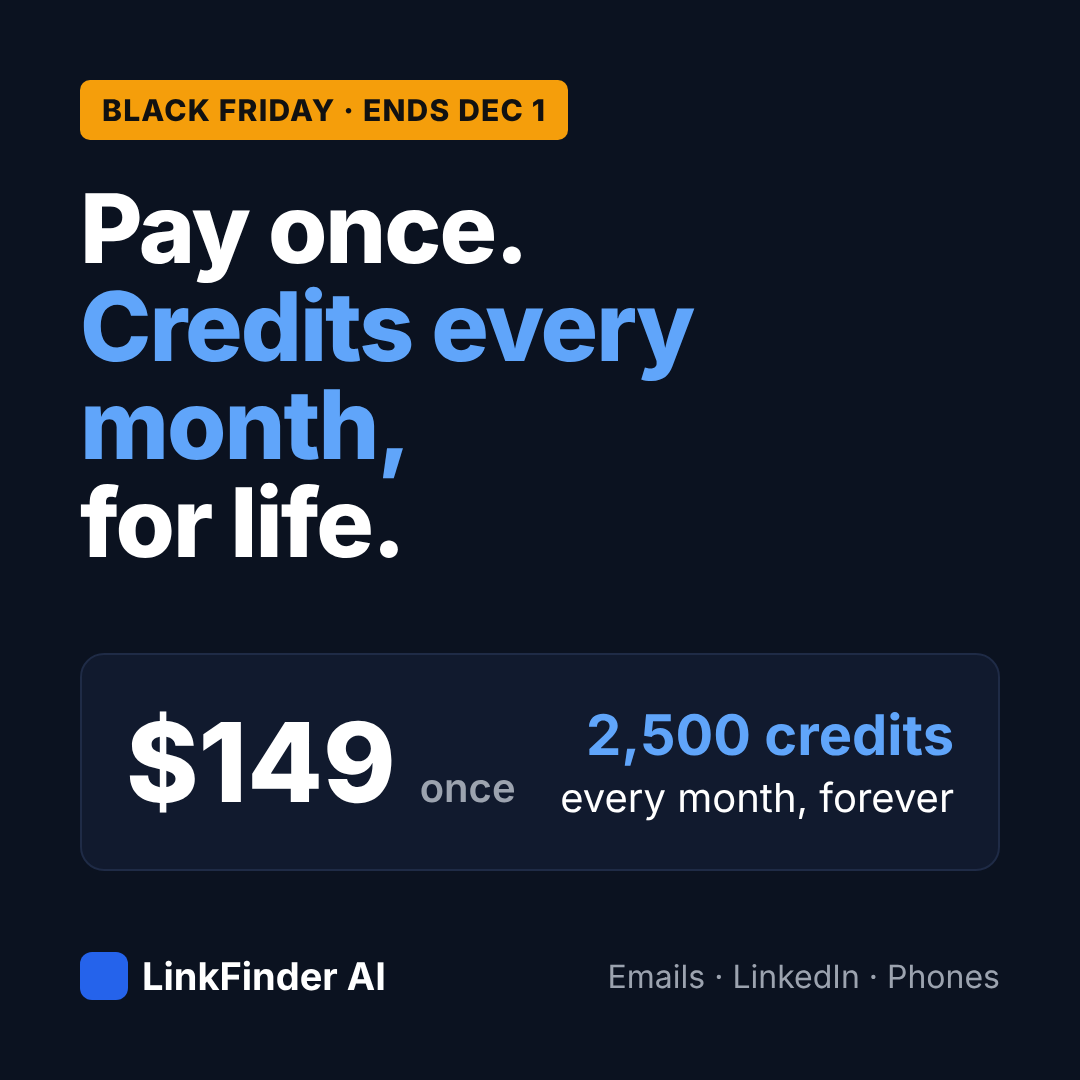 BLACK FRIDAY · ENDS DEC 1
Pay once.
Credits every
month,
for life.
$149 once
2,500 credits
every month, forever
LinkFinder AI
Emails · LinkedIn · Phones